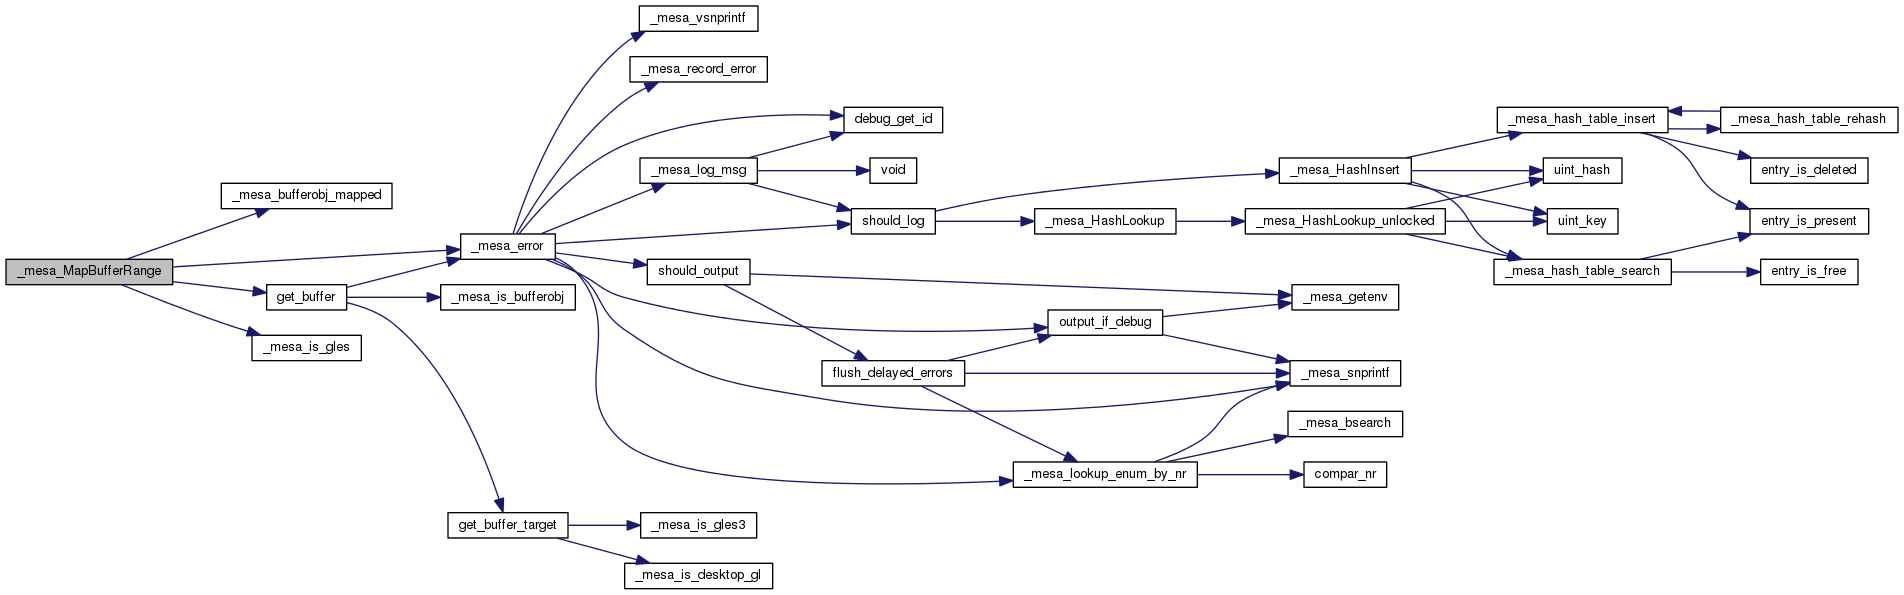 _mesa_vsnprintf
_mesa_record_error
debug_get_id
_mesa_hash_table_insert
_mesa_hash_table_rehash
_mesa_log_msg
void
_mesa_HashInsert
uint_hash
entry_is_deleted
_mesa_bufferobj_mapped
should_log
_mesa_HashLookup
_mesa_HashLookup_unlocked
uint_key
entry_is_present
_mesa_error
_mesa_MapBufferRange
should_output
_mesa_hash_table_search
entry_is_free
get_buffer
_mesa_is_bufferobj
_mesa_getenv
output_if_debug
_mesa_is_gles
flush_delayed_errors
_mesa_snprintf
_mesa_bsearch
_mesa_lookup_enum_by_nr
compar_nr
get_buffer_target
_mesa_is_gles3
_mesa_is_desktop_gl